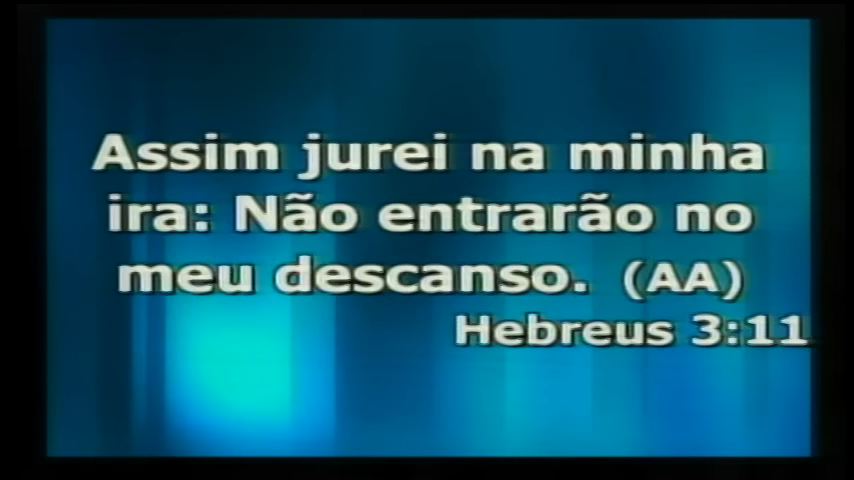 Assim jurei na minha
ira: Não entrarão no
meu descanso. (AA)
Hebreus 3:11